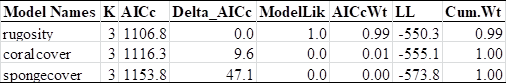 Model Names K AICc Delta_AICc ModelLik AICcWt LL Cum.Wt
rugosity 3 1106.8 0.0 1.0 0.99 -550.3 0.99
coralcover 3 1116.3 9.6 0.0 0.01 -555.1 1.00
spongecover 3 1153.8 47.1 0.0 0.00 -573.8 1.00